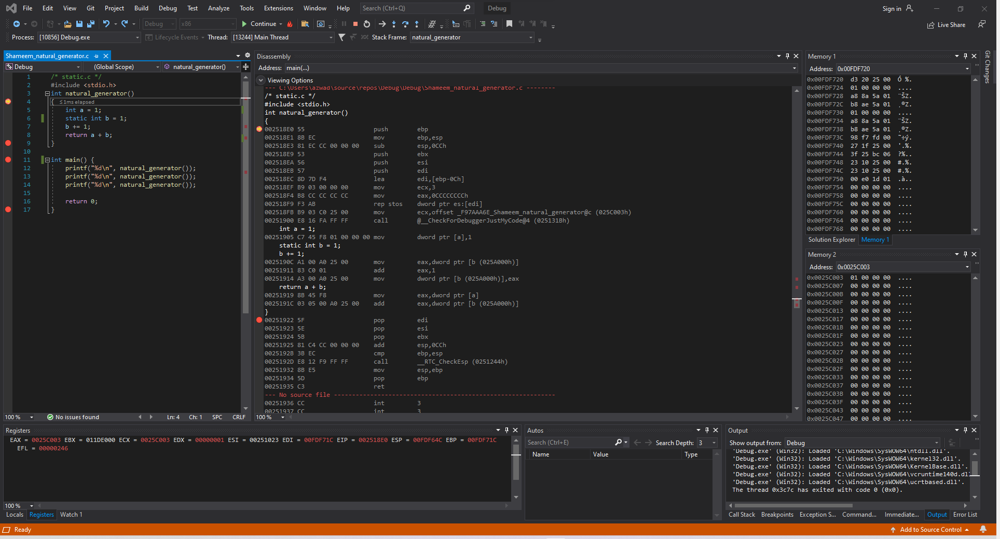 File Edit View Git Project Build Debug Test Analyze Tools Extensions Window Help Search (Ctrl+Q) Debug Sign in
Debug x86 Continue Live Share
Process: [10856] Debug.exe Lifecycle Events Thread: [13244] Main Thread Stack Frame: natural_generator
Shameem_natural_generator.c
Debug (Global Scope) natural_generator()
1 /* static.c */
2 #include <stdio.h>
3 int natural_generator()
4 { ≤1ms elapsed
5 int a = 1;
6 static int b = 1;
7 b += 1;
8 return a + b;
9 }
10
11 int main() {
12 printf("%d\n", natural_generator());
13 printf("%d\n", natural_generator());
14 printf("%d\n", natural_generator());
15
16 return 0;
17 }
100 % No issues found Ln: 4 Ch: 1 SPC CRLF
Disassembly
Address: main(...)
Viewing Options
--- C:\Users\azwad\source\repos\Debug\Debug\Shameem_natural_generator.c --------
/* static.c */
#include <stdio.h>
int natural_generator()
{
002518E0 55 push ebp
002518E1 8B EC mov ebp,esp
002518E3 81 EC CC 00 00 00 sub esp,0CCh
002518E9 53 push ebx
002518EA 56 push esi
002518EB 57 push edi
002518EC 8D 7D F4 lea edi,[ebp-0Ch]
002518EF B9 03 00 00 00 mov ecx,3
002518F4 B8 CC CC CC CC mov eax,0CCCCCCCCh
002518F9 F3 AB rep stos dword ptr es:[edi]
002518FB B9 03 C0 25 00 mov ecx,offset _F97AAA6E_Shameem_natural_generator@c (025C003h)
00251900 E8 16 FA FF FF call @__CheckForDebuggerJustMyCode@4 (025131Bh)
int a = 1;
00251905 C7 45 F8 01 00 00 00 mov dword ptr [a],1
static int b = 1;
b += 1;
0025190C A1 00 A0 25 00 mov eax,dword ptr [b (025A000h)]
00251911 83 C0 01 add eax,1
00251914 A3 00 A0 25 00 mov dword ptr [b (025A000h)],eax
return a + b;
00251919 8B 45 F8 mov eax,dword ptr [a]
0025191C 03 05 00 A0 25 00 add eax,dword ptr [b (025A000h)]
}
00251922 5F pop edi
00251923 5E pop esi
00251924 5B pop ebx
00251925 81 C4 CC 00 00 00 add esp,0CCh
0025192B 3B EC cmp ebp,esp
0025192D E8 12 F9 FF FF call __RTC_CheckEsp (0251244h)
00251932 8B E5 mov esp,ebp
00251934 5D pop ebp
00251935 C3 ret
--- No source file -------------------------------------------------------------
00251936 CC int 3
00251937 CC int 3
100 %
Memory 1
Address: 0x00FDF720
0x00FDF720 d3 20 25 00 Ó %.
0x00FDF724 01 00 00 00 ....
0x00FDF728 a8 8a 5a 01 ¨ŠZ.
0x00FDF72C b8 ae 5a 01 ¸®Z.
0x00FDF730 01 00 00 00 ....
0x00FDF734 a8 8a 5a 01 ¨ŠZ.
0x00FDF738 b8 ae 5a 01 ¸®Z.
0x00FDF73C 98 f7 fd 00 ˜÷ý.
0x00FDF740 27 1f 25 00 '.%.
0x00FDF744 3f 25 bc 06 ?%..
0x00FDF748 23 10 25 00 #.%.
0x00FDF74C 23 10 25 00 #.%.
0x00FDF750 00 e0 1d 01 .à..
0x00FDF754 00 00 00 00 ....
0x00FDF758 00 00 00 00 ....
0x00FDF75C 00 00 00 00 ....
0x00FDF760 00 00 00 00 ....
0x00FDF764 00 00 00 00 ....
0x00FDF768 00 00 00 00 ....
Solution Explorer Memory 1
Memory 2
Address: 0x0025C003
0x0025C003 01 00 00 00 ....
0x0025C007 00 00 00 00 ....
0x0025C00B 00 00 00 00 ....
0x0025C00F 00 00 00 00 ....
0x0025C013 00 00 00 00 ....
0x0025C017 00 00 00 00 ....
0x0025C01B 00 00 00 00 ....
0x0025C01F 00 00 00 00 ....
0x0025C023 00 00 00 00 ....
0x0025C027 00 00 00 00 ....
0x0025C02B 00 00 00 00 ....
0x0025C02F 00 00 00 00 ....
0x0025C033 00 00 00 00 ....
0x0025C037 00 00 00 00 ....
0x0025C03B 00 00 00 00 ....
0x0025C03F 00 00 00 00 ....
0x0025C043 00 00 00 00 ....
0x0025C047 00 00 00 00 ....
Git Changes
Registers
EAX = 0025C003 EBX = 011DE000 ECX = 0025C003 EDX = 00000001 ESI = 00251023 EDI = 00FDF71C EIP = 002518E0 ESP = 00FDF64C EBP = 00FDF71C
EFL = 00000246
100 %
Locals Registers Watch 1
Autos
Search (Ctrl+E) Search Depth: 3
Name Value Type
Output
Show output from: Debug
'Debug.exe' (Win32): Loaded 'C:\Windows\SysWOW64\ntdll.dll'.
'Debug.exe' (Win32): Loaded 'C:\Windows\SysWOW64\kernel32.dll'.
'Debug.exe' (Win32): Loaded 'C:\Windows\SysWOW64\KernelBase.dll'.
'Debug.exe' (Win32): Loaded 'C:\Windows\SysWOW64\vcruntime140d.dll
'Debug.exe' (Win32): Loaded 'C:\Windows\SysWOW64\ucrtbased.dll'.
The thread 0x3c7c has exited with code 0 (0x0).
Call Stack Breakpoints Exception S... Command... Immediate... Output Error List
Ready Add to Source Control